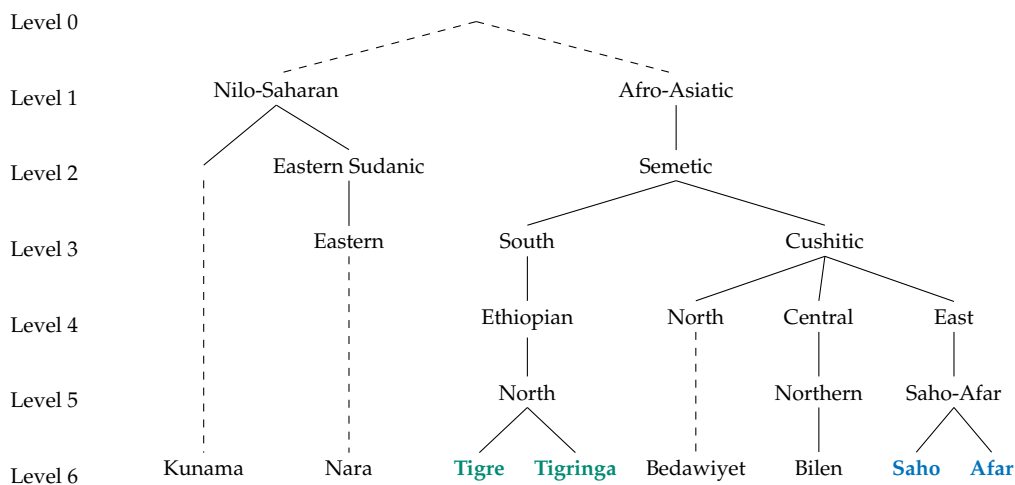 Level 0
Level 1 Nilo-Saharan Afro-Asiatic
Level 2 Eastern Sudanic Semetic
Level 3 Eastern South Cushitic
Level 4 Ethiopian North Central East
Level 5 North Northern Saho-Afar
Level 6 Kunama Nara Tigre Tigringa Bedawiyet Bilen Saho Afar